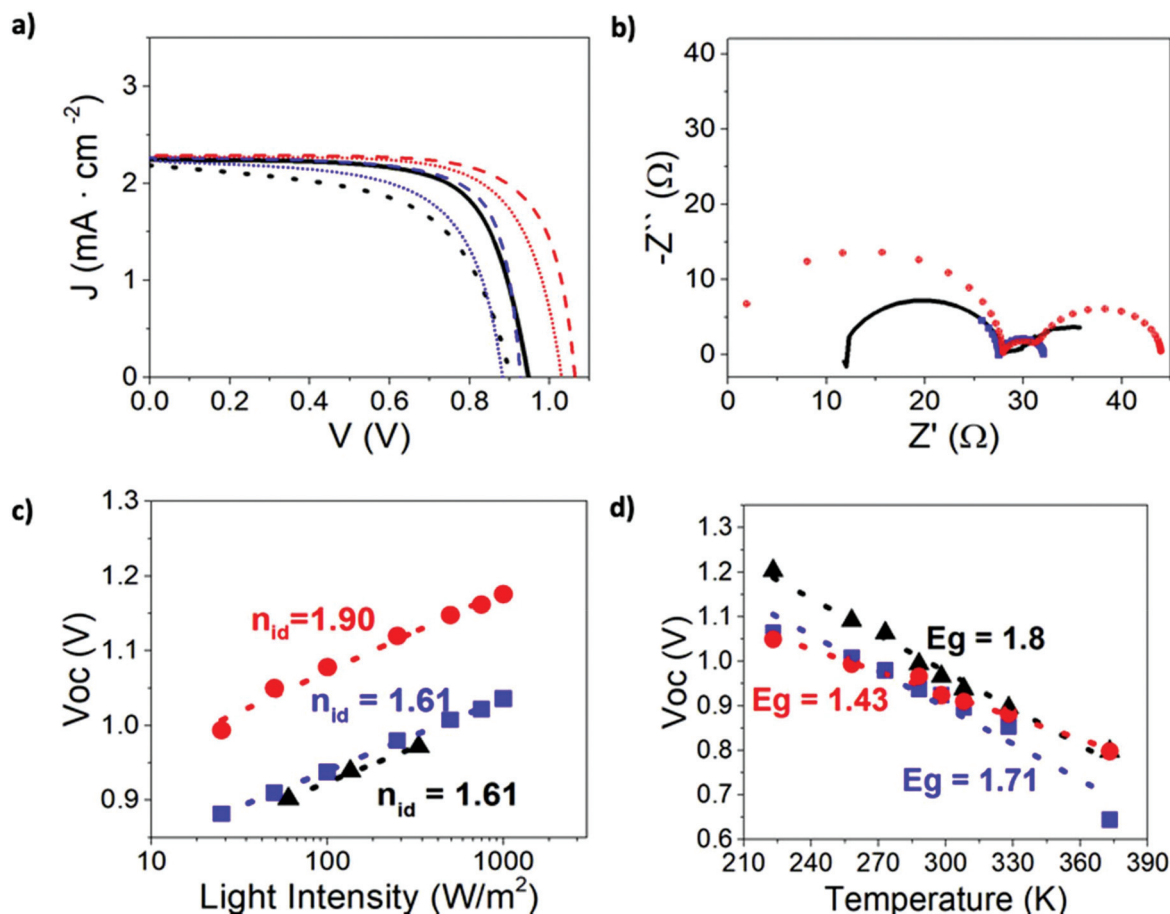 a)
3
2
1
0
0.0 0.2 0.4 0.6 0.8 1.0
J (mA · cm⁻²)
V (V)
b)
40
30
20
10
0
10 20 30 40
-Z`` (Ω)
Z' (Ω)
c)
1.3
1.2
1.1
1.0
0.9
10 100 1000
Voc (V)
Light Intensity (W/m²)
n_id=1.90
n_id = 1.61
n_id = 1.61
d)
1.3
1.2
1.1
1.0
0.9
0.8
0.7
0.6
210 240 270 300 330 360 390
Voc (V)
Temperature (K)
Eg = 1.8
Eg = 1.43
Eg = 1.71